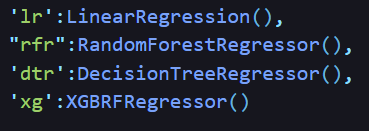 'lr':LinearRegression(),
"rfr":RandomForestRegressor(),
'dtr':DecisionTreeRegressor(),
'xg':XGBRFRegressor()